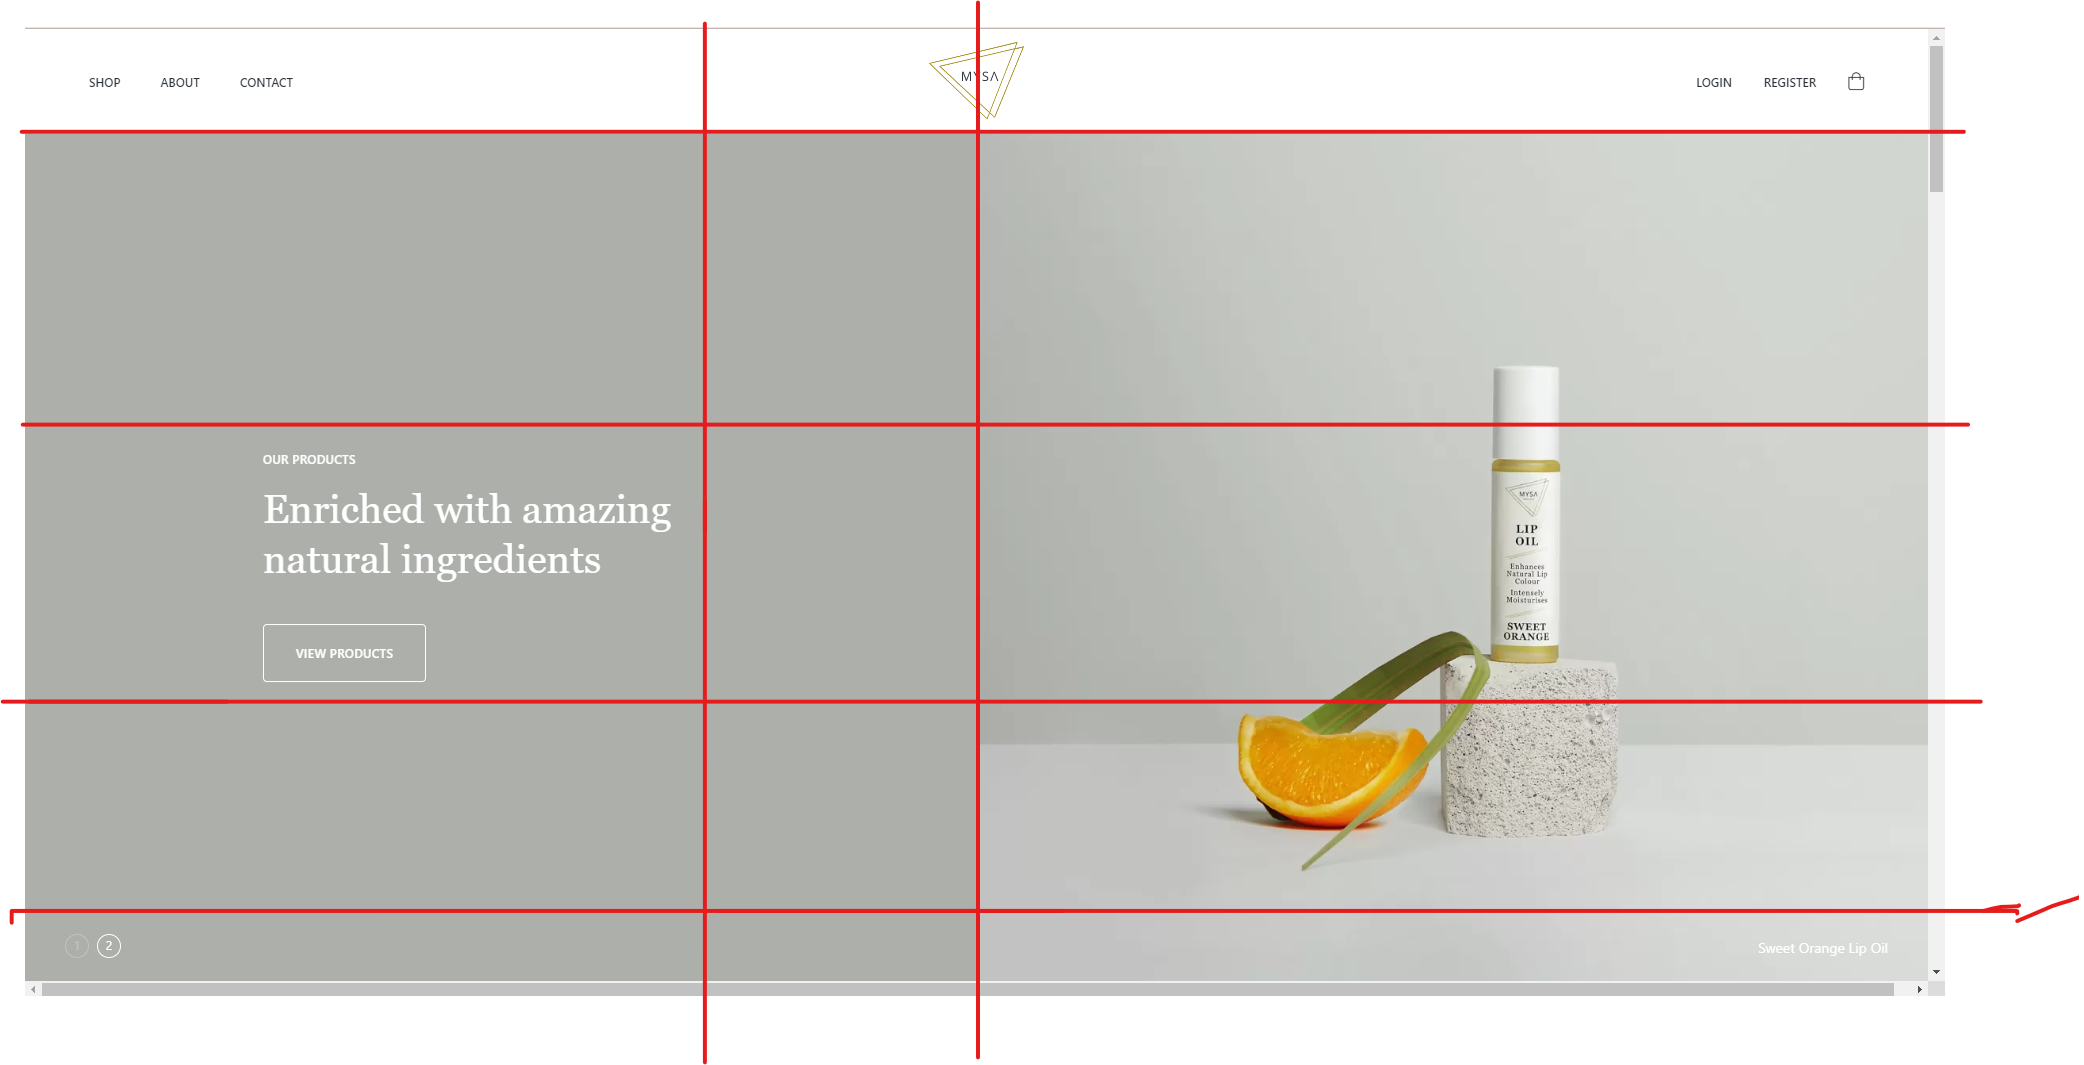 SHOP ABOUT CONTACT
MYSA
LOGIN REGISTER
OUR PRODUCTS
Enriched with amazing
natural ingredients
VIEW PRODUCTS
MYSA
LIP
OIL
Enhances
Natural Lip
Colour
Intensely
Moisturises
SWEET
ORANGE
1 2
Sweet Orange Lip Oil